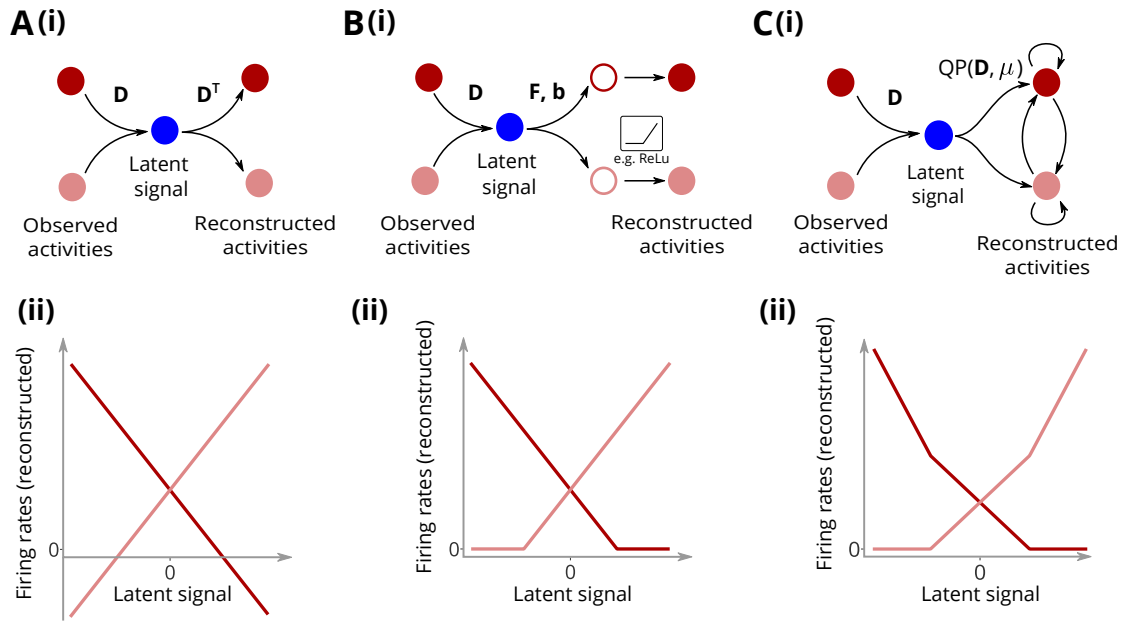 A (i)
D
Dᵀ
Latent
signal
Observed
activities
Reconstructed
activities
B (i)
D
F, b
e.g. ReLu
Latent
signal
Observed
activities
Reconstructed
activities
C (i)
QP(D, μ)
D
Latent
signal
Observed
activities
Reconstructed
activities
(ii)
Firing rates (reconstructed)
0
0
Latent signal
(ii)
Firing rates (reconstructed)
0
0
Latent signal
(ii)
Firing rates (reconstructed)
0
0
Latent signal